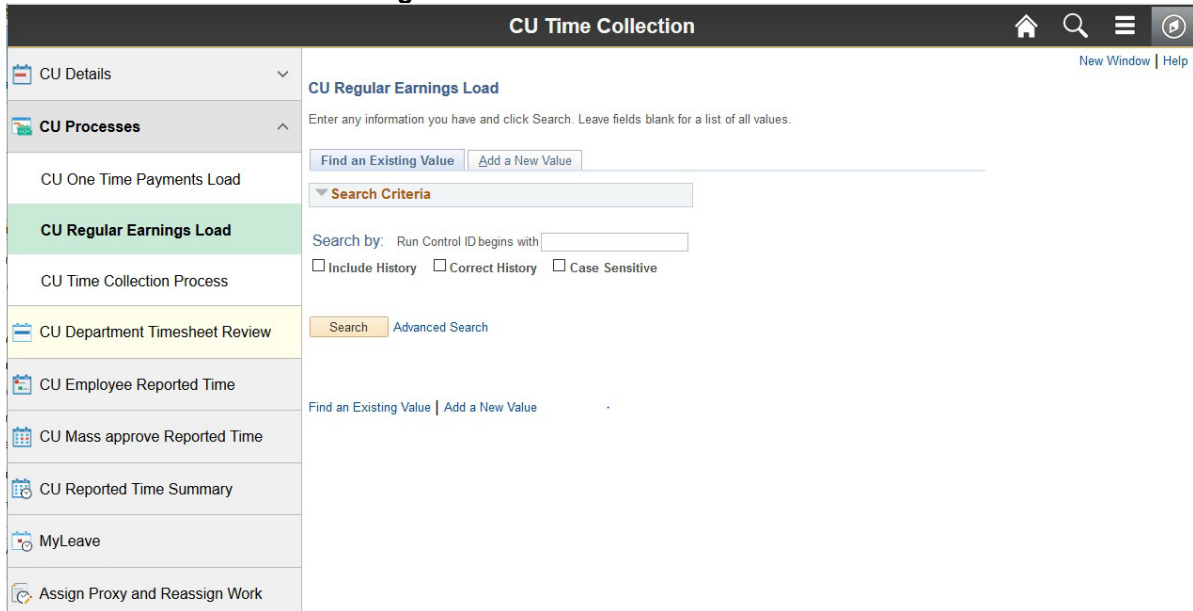 CU Time Collection
New Window | Help
CU Details
CU Processes
CU One Time Payments Load
CU Regular Earnings Load
CU Time Collection Process
CU Department Timesheet Review
CU Employee Reported Time
CU Mass approve Reported Time
CU Reported Time Summary
MyLeave
Assign Proxy and Reassign Work
CU Regular Earnings Load
Enter any information you have and click Search. Leave fields blank for a list of all values.
Find an Existing Value Add a New Value
Search Criteria
Search by: Run Control ID begins with
Include History Correct History Case Sensitive
Search Advanced Search
Find an Existing Value | Add a New Value